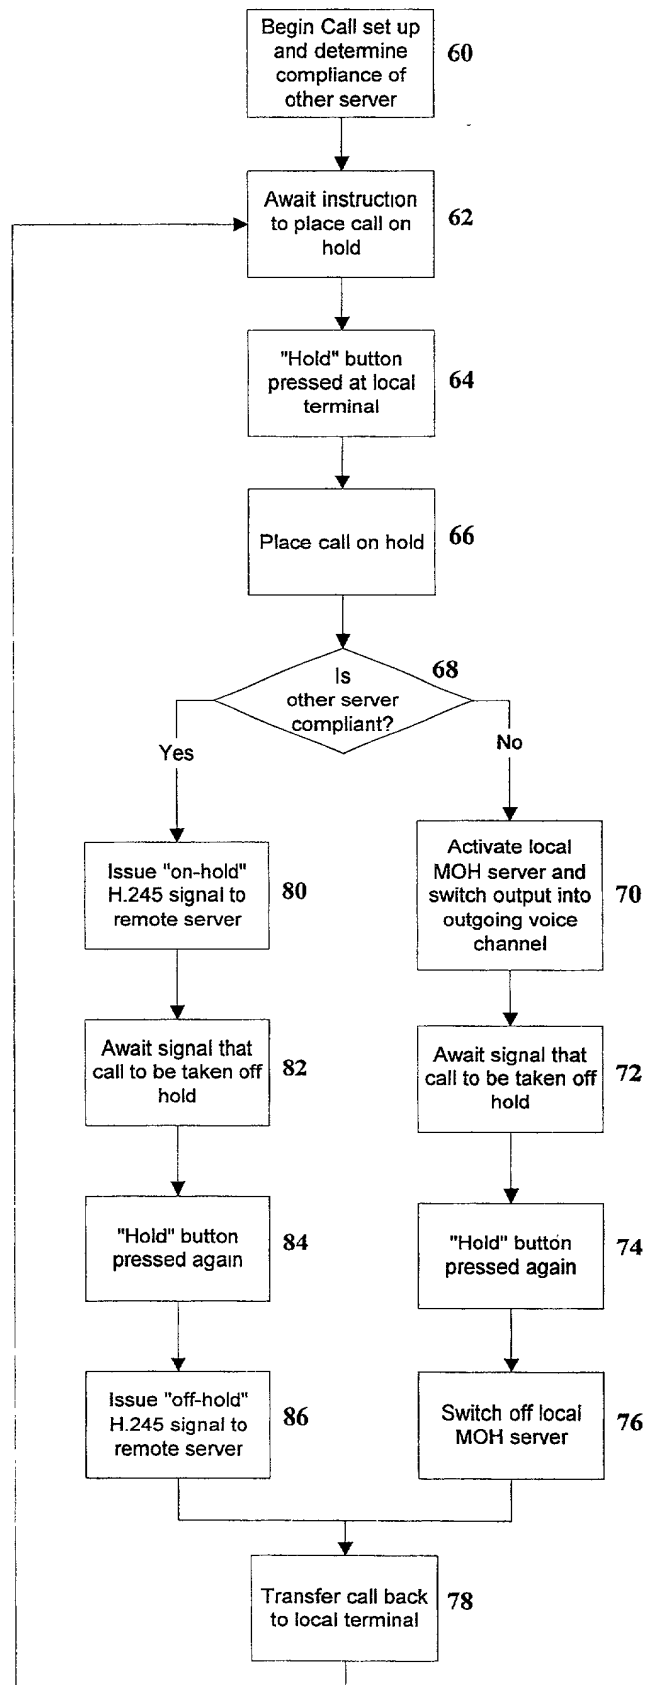 Begin Call set up
and determine
compliance of
other server
60
Await instruction
to place call on
hold
62
"Hold" button
pressed at local
terminal
64
Place call on hold
66
68
Is
other server
compliant?
Yes
No
Issue "on-hold"
H.245 signal to
remote server
80
Activate local
MOH server and
switch output into
outgoing voice
channel
70
Await signal that
call to be taken off
hold
82
Await signal that
call to be taken off
hold
72
"Hold" button
pressed again
84
"Hold" button
pressed again
74
Issue "off-hold"
H.245 signal to
remote server
86
Switch off local
MOH server
76
Transfer call back
to local terminal
78